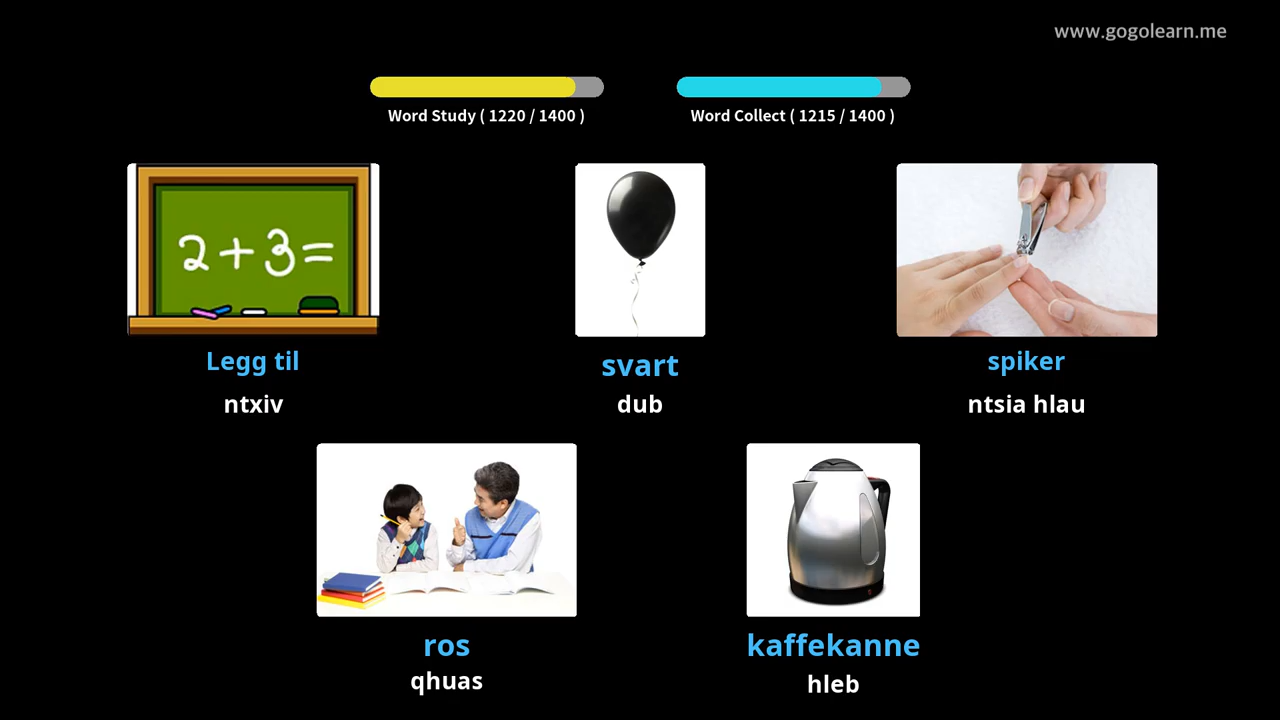 www.gogolearn.me
Word Study ( 1220 / 1400 )
Word Collect ( 1215 / 1400 )
2+3=
Legg til
ntxiv
svart
dub
spiker
ntsia hlau
ros
qhuas
kaffekanne
hleb